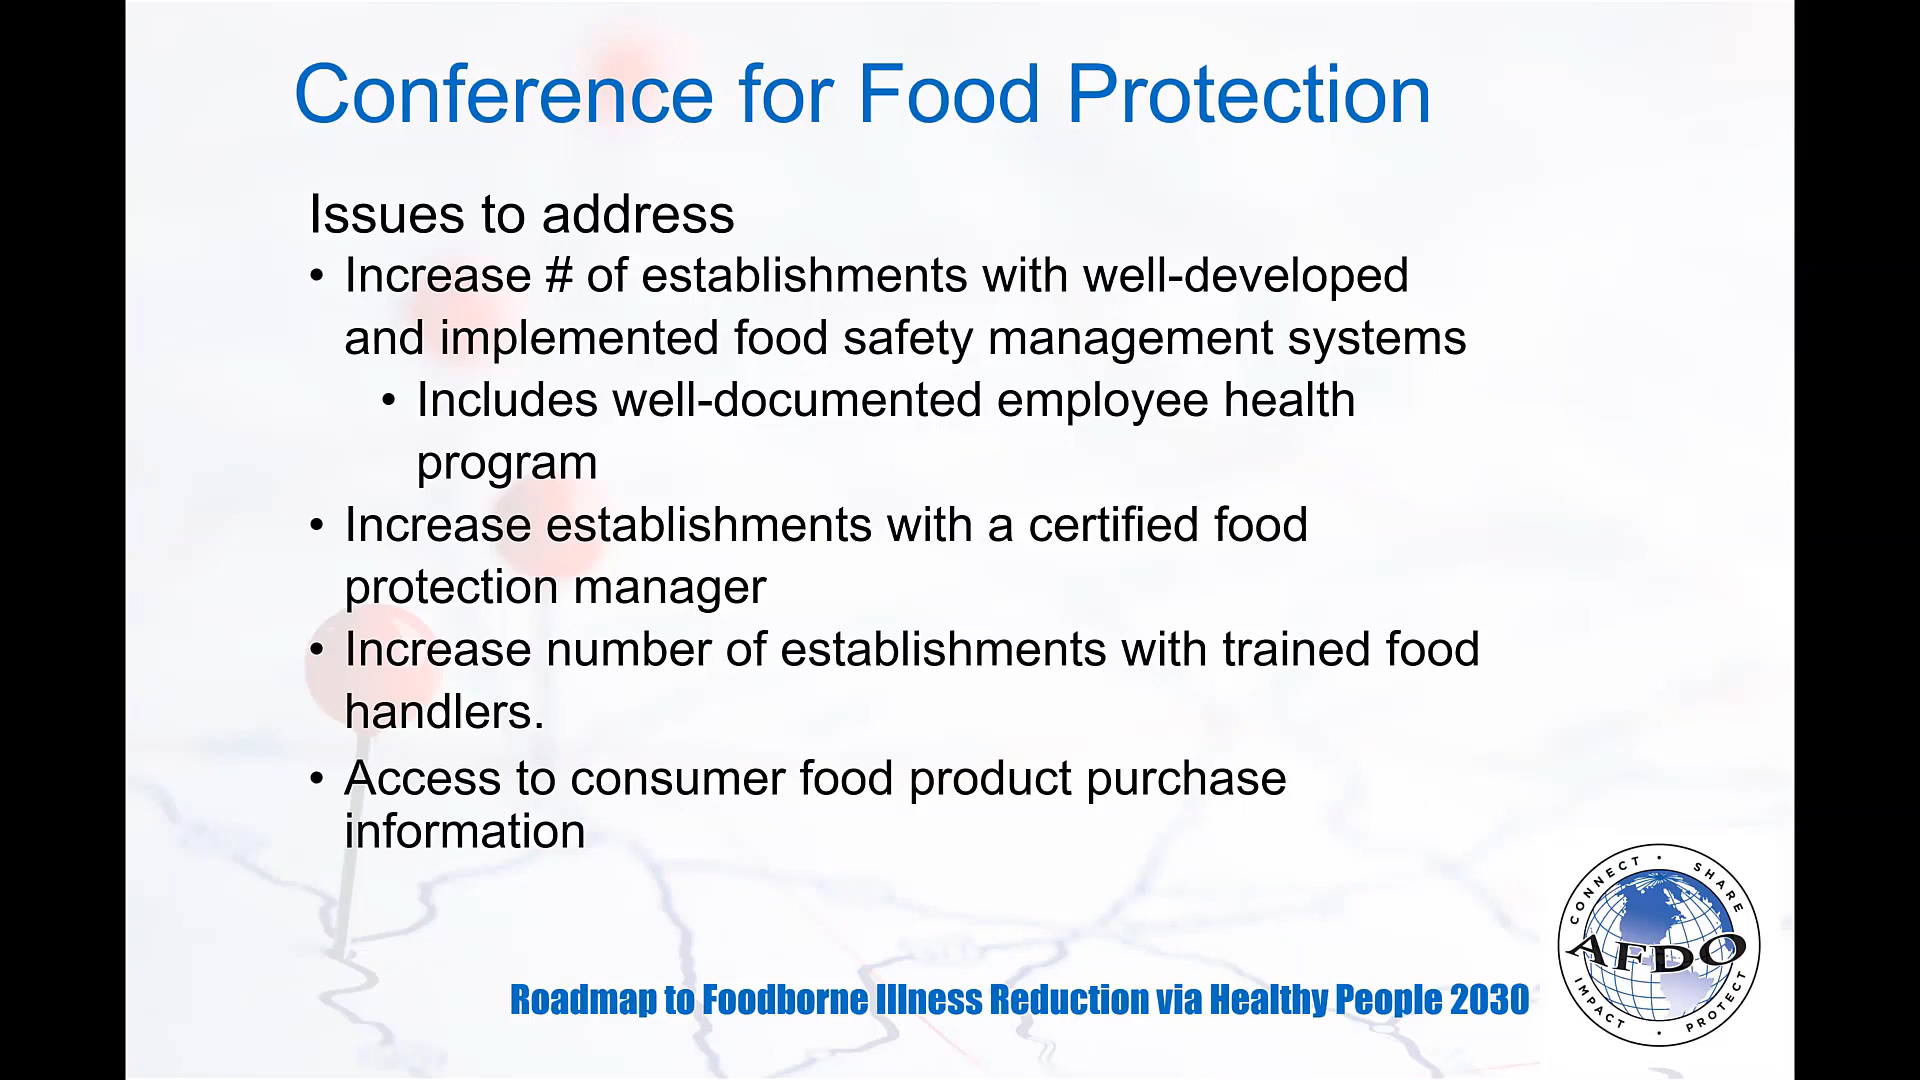 Conference for Food Protection
Issues to address
• Increase # of establishments with well-developed
and implemented food safety management systems
• Includes well-documented employee health
program
• Increase establishments with a certified food
protection manager
• Increase number of establishments with trained food
handlers.
• Access to consumer food product purchase
information
Roadmap to Foodborne Illness Reduction via Healthy People 2030
CONNECT • SHARE
AFDO
IMPACT • PROTECT